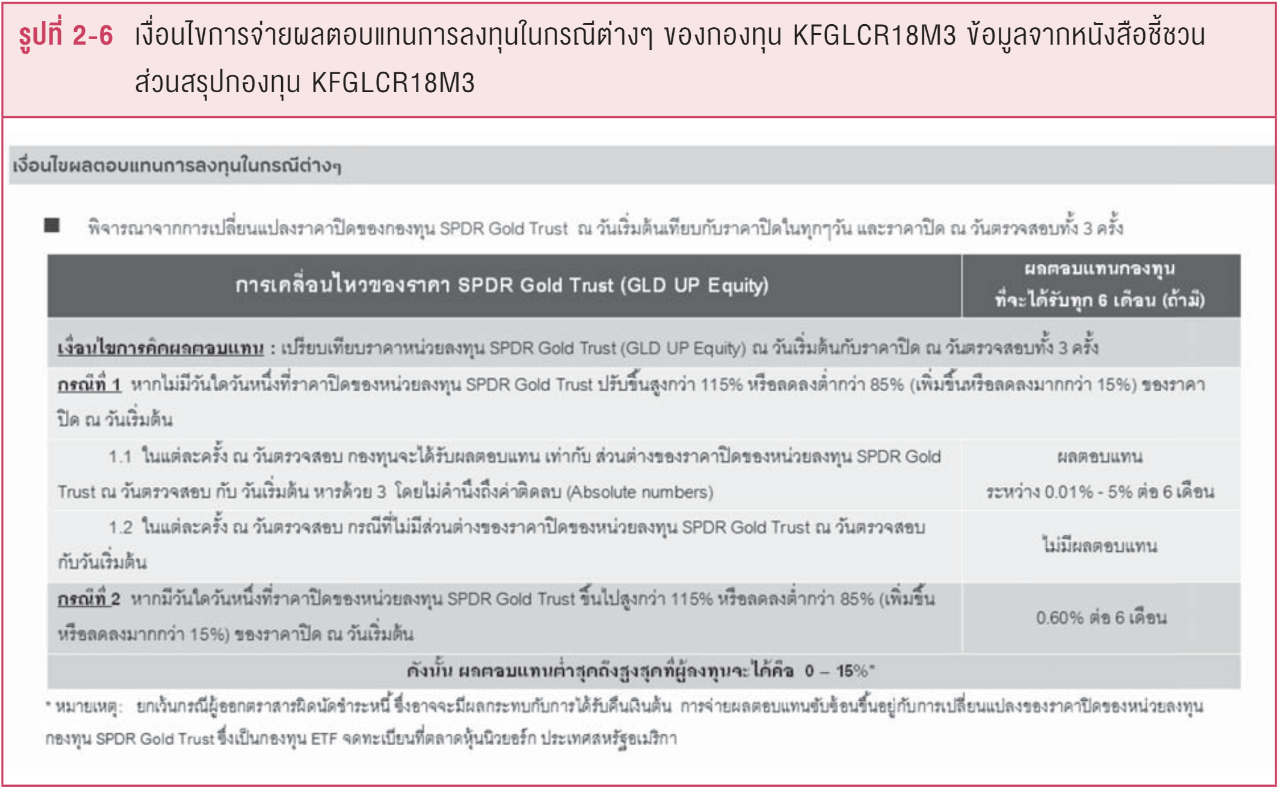 รูปที่ 2-6 เงื่อนไขการจ่ายผลตอบแทนการลงทุนในกรณีต่างๆ ของกองทุน KFGLCR18M3 ข้อมูลจากหนังสือชี้ชวน
ส่วนสรุปกองทุน KFGLCR18M3
เงื่อนไขผลตอบแทนการลงทุนในกรณีต่างๆ
■ พิจารณาจากการเปลี่ยนแปลงราคาปิดของกองทุน SPDR Gold Trust ณ วันเริ่มต้นเทียบกับราคาปิดในทุกๆวัน และราคาปิด ณ วันตรวจสอบทั้ง 3 ครั้ง
การเคลื่อนไหวของราคา SPDR Gold Trust (GLD UP Equity)
ผลตอบแทนกองทุน
ที่จะได้รับทุก 6 เดือน (ถ้ามี)
เงื่อนไขการคิดผลตอบแทน : เปรียบเทียบราคาหน่วยลงทุน SPDR Gold Trust (GLD UP Equity) ณ วันเริ่มต้นกับราคาปิด ณ วันตรวจสอบทั้ง 3 ครั้ง
กรณีที่ 1 หากไม่มีวันใดวันหนึ่งที่ราคาปิดของหน่วยลงทุน SPDR Gold Trust ปรับขึ้นสูงกว่า 115% หรือลดลงต่ำกว่า 85% (เพิ่มขึ้นหรือลดลงมากกว่า 15%) ของราคา
ปิด ณ วันเริ่มต้น
1.1 ในแต่ละครั้ง ณ วันตรวจสอบ กองทุนจะได้รับผลตอบแทน เท่ากับ ส่วนต่างของราคาปิดของหน่วยลงทุน SPDR Gold
Trust ณ วันตรวจสอบ กับ วันเริ่มต้น หารด้วย 3 โดยไม่คำนึงถึงค่าติดลบ (Absolute numbers)
ผลตอบแทน
ระหว่าง 0.01% - 5% ต่อ 6 เดือน
1.2 ในแต่ละครั้ง ณ วันตรวจสอบ กรณีที่ไม่มีส่วนต่างของราคาปิดของหน่วยลงทุน SPDR Gold Trust ณ วันตรวจสอบ
กับวันเริ่มต้น
ไม่มีผลตอบแทน
กรณีที่ 2 หากมีวันใดวันหนึ่งที่ราคาปิดของหน่วยลงทุน SPDR Gold Trust ขึ้นไปสูงกว่า 115% หรือลดลงต่ำกว่า 85% (เพิ่มขึ้น
หรือลดลงมากกว่า 15%) ของราคาปิด ณ วันเริ่มต้น
0.60% ต่อ 6 เดือน
ดังนั้น ผลตอบแทนต่ำสุดถึงสูงสุดที่ผู้ลงทุนจะได้คือ 0 – 15%*
* หมายเหตุ: ยกเว้นกรณีผู้ออกตราสารผิดนัดชำระหนี้ ซึ่งอาจจะมีผลกระทบกับการได้รับคืนเงินต้น การจ่ายผลตอบแทนซับซ้อนขึ้นอยู่กับการเปลี่ยนแปลงของราคาปิดของหน่วยลงทุน
กองทุน SPDR Gold Trust ซึ่งเป็นกองทุน ETF จดทะเบียนที่ตลาดหุ้นนิวยอร์ก ประเทศสหรัฐอเมริกา